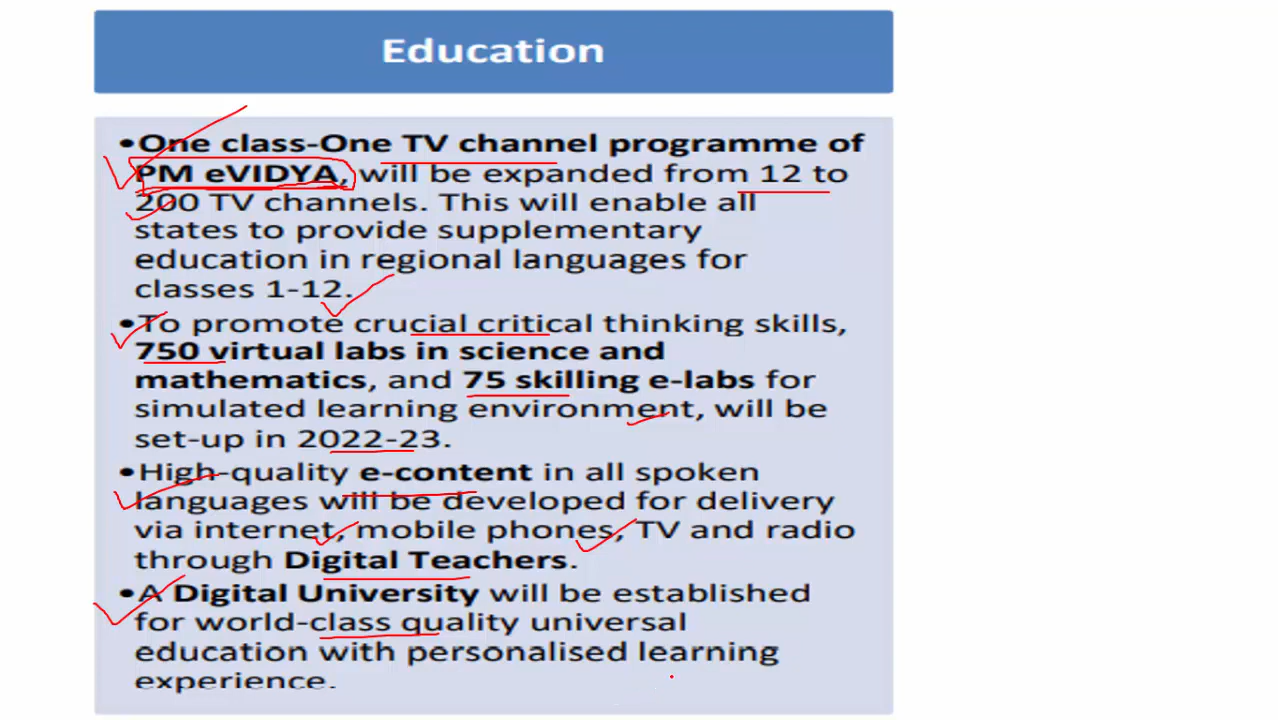 Education
•One class-One TV channel programme of
PM eVIDYA, will be expanded from 12 to
200 TV channels. This will enable all
states to provide supplementary
education in regional languages for
classes 1-12.
•To promote crucial critical thinking skills,
750 virtual labs in science and
mathematics, and 75 skilling e-labs for
simulated learning environment, will be
set-up in 2022-23.
•High-quality e-content in all spoken
languages will be developed for delivery
via internet, mobile phones, TV and radio
through Digital Teachers.
•A Digital University will be established
for world-class quality universal
education with personalised learning
experience.